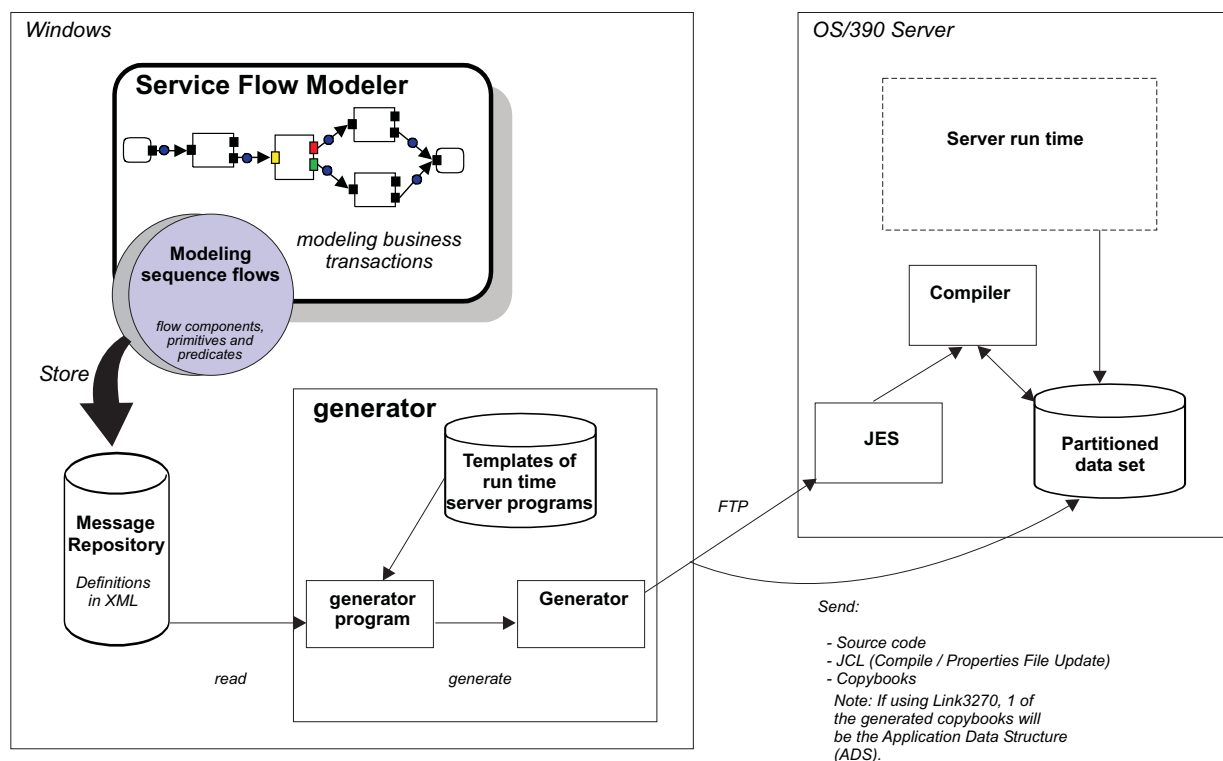 Windows
Service Flow Modeler
modeling business
transactions
Modeling
sequence flows
flow components,
primitives and
predicates
Store
Message
Repository
Definitions
in XML
read
generator
Templates of
run time
server programs
generator
program
Generator
generate
FTP
OS/390 Server
Server run time
Compiler
JES
Partitioned
data set
Send:
- Source code
- JCL (Compile / Properties File Update)
- Copybooks
Note: If using Link3270, 1 of
the generated copybooks will
be the Application Data Structure
(ADS).